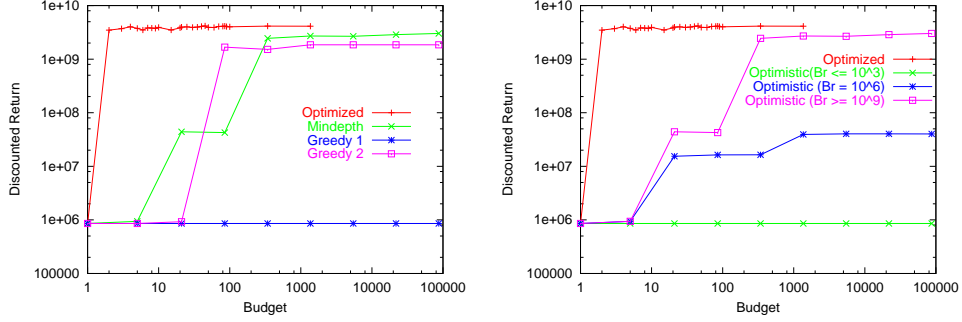 1e+10
1e+09
1e+08
1e+07
1e+06
100000
Discounted Return
Optimized
Mindepth
Greedy 1
Greedy 2
1 10 100 1000 10000 100000
Budget
1e+10
1e+09
1e+08
1e+07
1e+06
100000
Discounted Return
Optimized
Optimistic(Br <= 10^3)
Optimistic (Br = 10^6)
Optimistic (Br >= 10^9)
1 10 100 1000 10000 100000
Budget